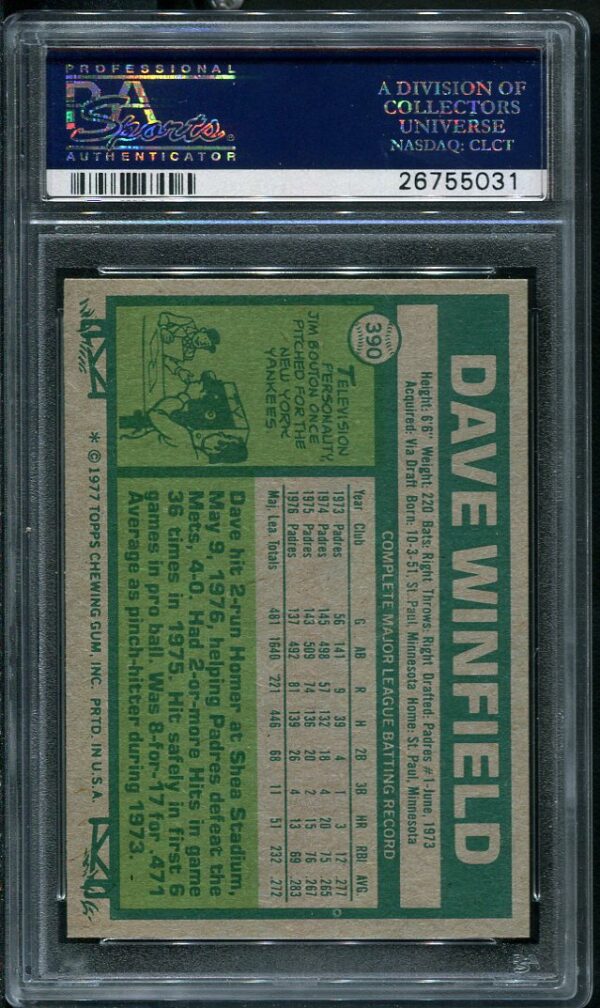 PROFESSIONAL
PSA
Sports
AUTHENTICATOR
A DIVISION OF
COLLECTORS
UNIVERSE
NASDAQ: CLCT
26755031
390
DAVE WINFIELD
Height: 6'6" Weight: 220 Bats: Right Throws: Right Drafted: Padres #1-June, 1973
Acquired: Via Draft Born: 10-3-51, St. Paul, Minnesota Home: St. Paul, Minnesota
COMPLETE MAJOR LEAGUE BATTING RECORD
Year Club G AB R H 2B 3B HR RBI AVG.
1973 Padres 56 141 9 39 4 1 3 12 .277
1974 Padres 145 498 57 132 18 4 20 75 .265
1975 Padres 143 509 74 136 20 2 15 76 .267
1976 Padres 137 492 81 139 26 4 13 69 .283
Maj. Lea. Totals 481 1640 221 446 68 11 51 232 .272
TELEVISION
PERSONALITY
JIM BOUTON ONCE
PITCHED FOR THE
NEW YORK
YANKEES.
Dave hit 2-run Homer at Shea Stadium,
May 9, 1976, helping Padres defeat the
Mets, 4-0. Had 2-or-more Hits in game
36 times in 1975. Hit safely in first 6
games in pro ball. Was 8-for-17 for .471
Average as pinch-hitter during 1973.
* © 1977 TOPPS CHEWING GUM, INC. PRTD. IN U.S.A.